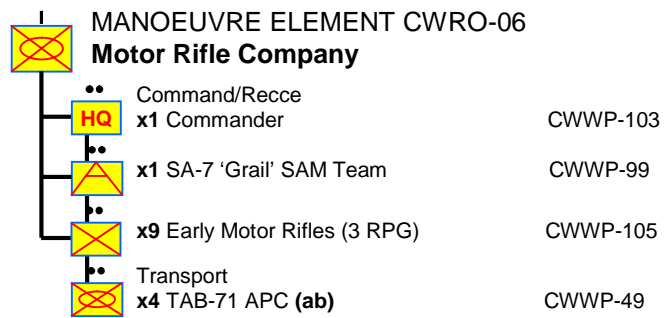 MANOEUVRE ELEMENT CWRO-06
Motor Rifle Company
Command/Recce
HQ x1 Commander CWWP-103
x1 SA-7 ‘Grail’ SAM Team CWWP-99
x9 Early Motor Rifles (3 RPG) CWWP-105
Transport
x4 TAB-71 APC (ab) CWWP-49